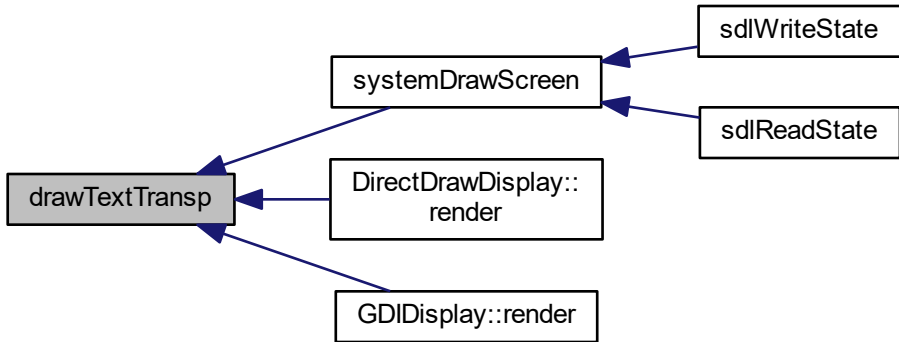 sdlWriteState
systemDrawScreen
sdlReadState
drawTextTransp
DirectDrawDisplay::
render
GDIDisplay::render